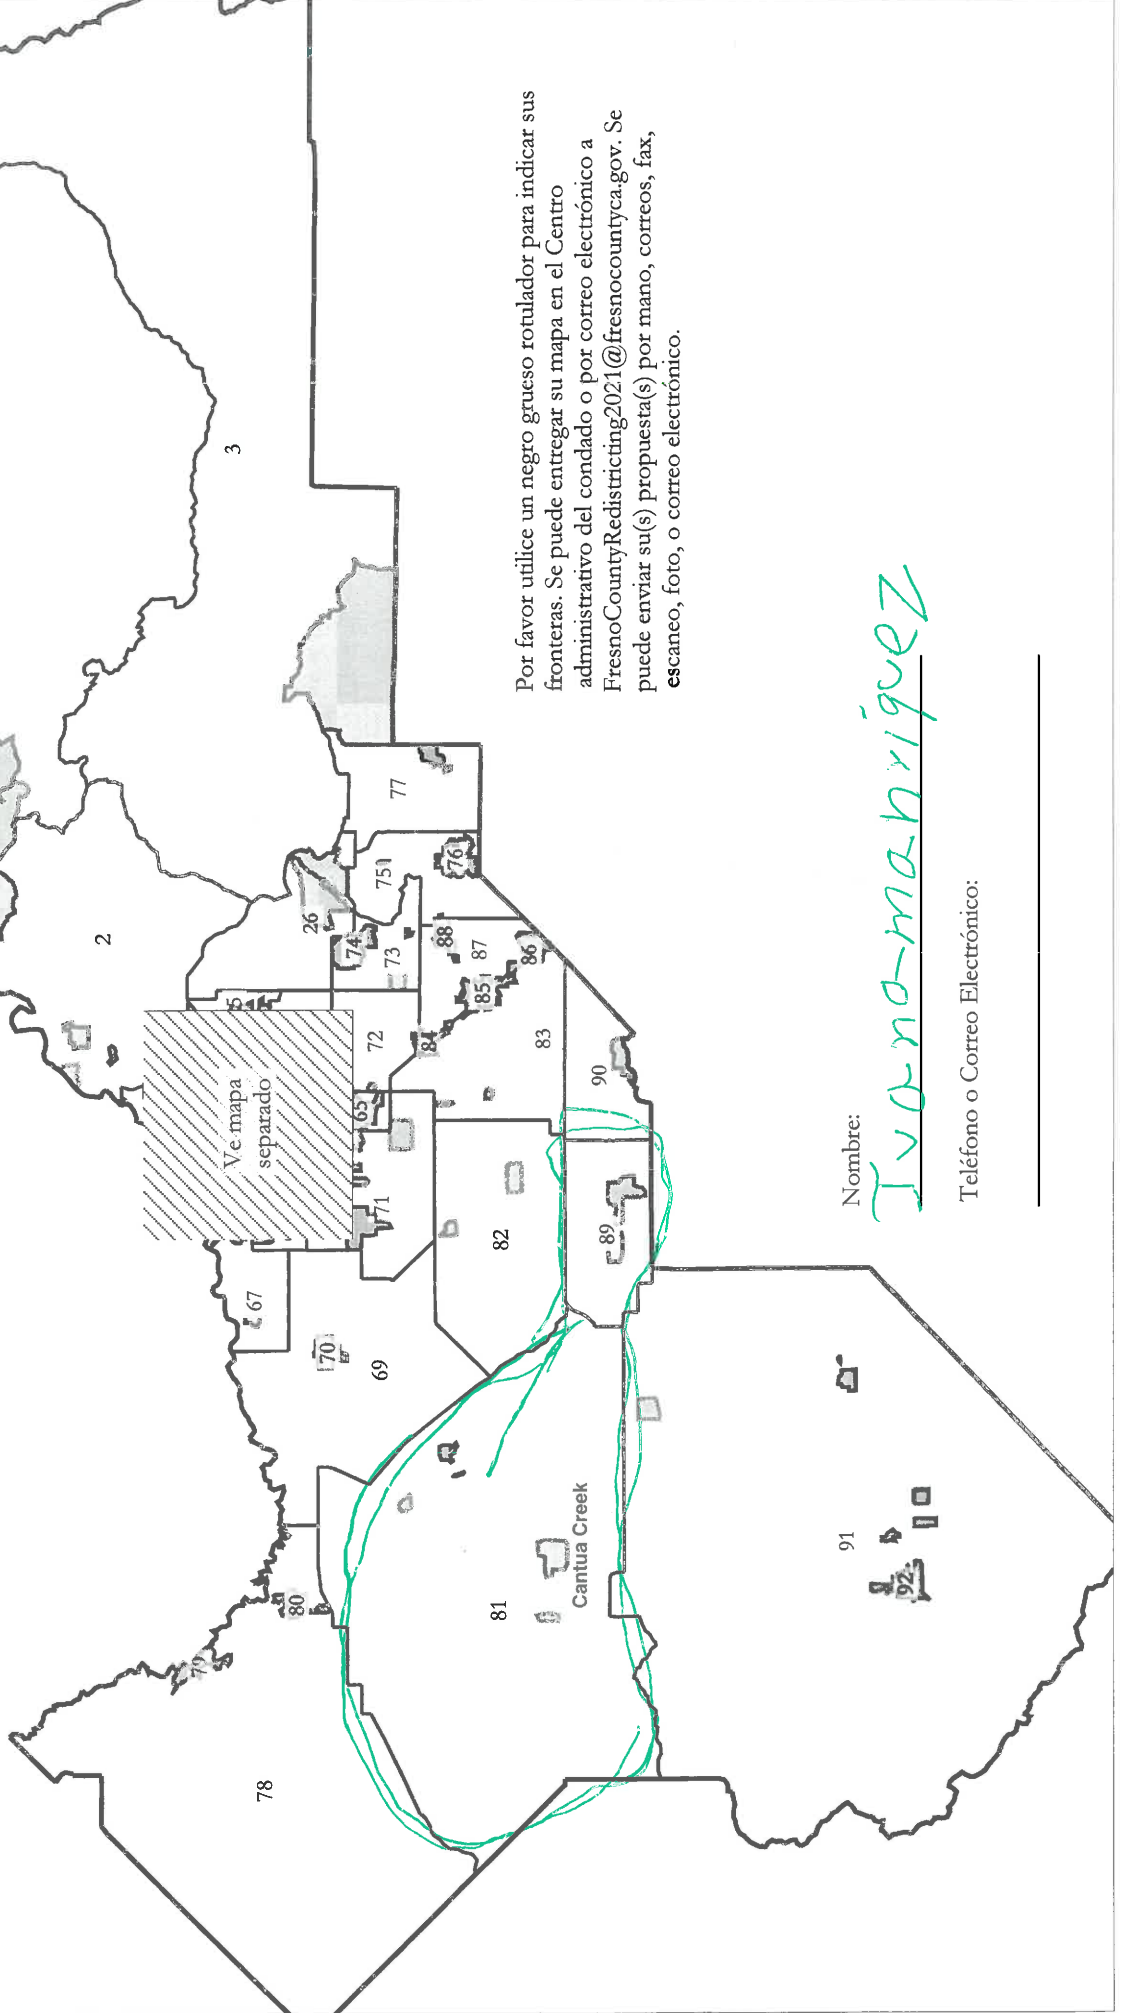 2
79
3
Ve mapa
separado
5
67
78
80
26
70
74
65
69
71
72
75
73
77
84
88
76
87
85
81
82
86
83
Cantua Creek
90
89
Por favor utilice un negro grueso rotulador para indicar sus
fronteras. Se puede entregar su mapa en el Centro
administrativo del condado o por correo electrónico a
FresnoCountyRedistricting2021@fresnocountyca.gov. Se
puede enviar su(s) propuesta(s) por mano, correos, fax,
escaneo, foto, o correo electrónico.
91
92
Nombre:
Ivano-manriquez
Teléfono o Correo Electrónico: